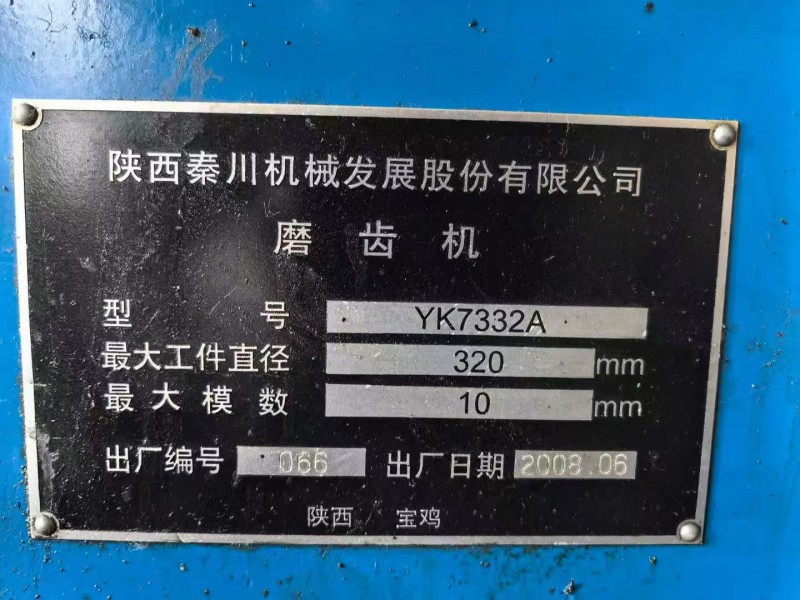 陕西秦川机械发展股份有限公司
磨齿机
型号 YK7332A
最大工件直径 320 mm
最大模数 10 mm
出厂编号 066 出厂日期 2008.06
陕西 宝鸡